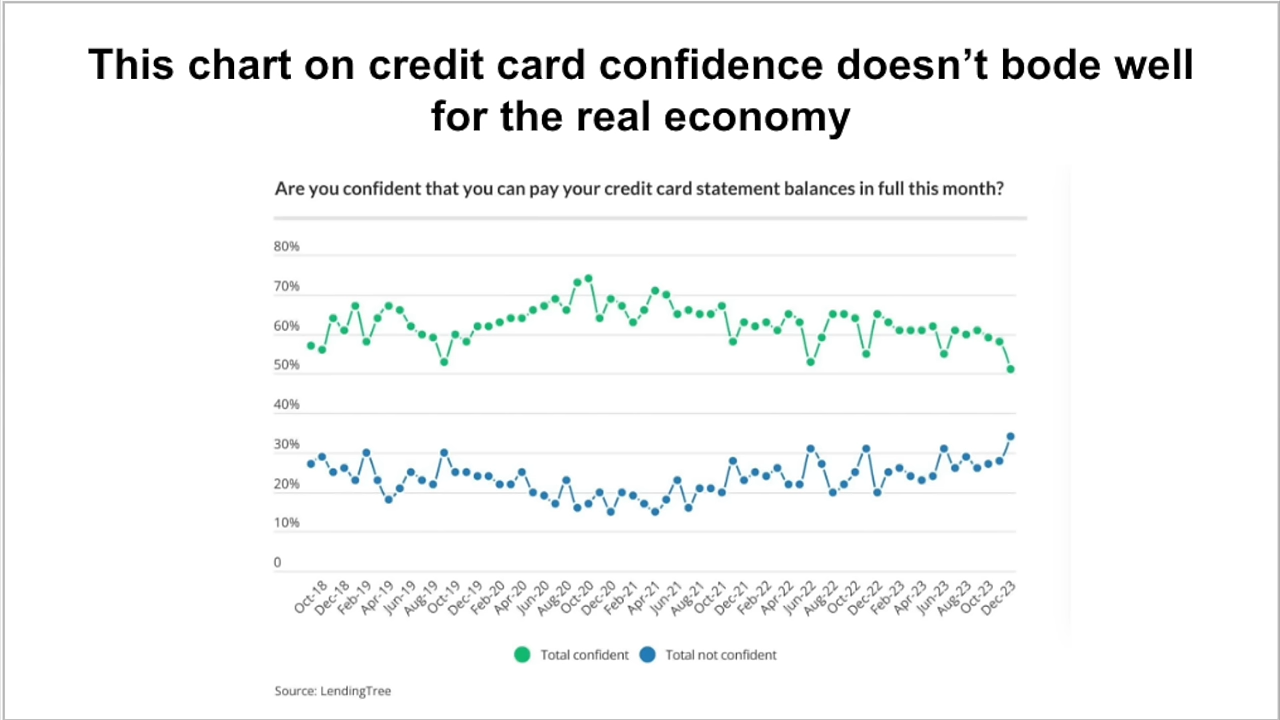 This chart on credit card confidence doesn’t bode well
for the real economy
Are you confident that you can pay your credit card statement balances in full this month?
80%
70%
60%
50%
40%
30%
20%
10%
0
Oct-18 Dec-18 Feb-19 Apr-19 Jun-19 Aug-19 Oct-19 Dec-19 Feb-20 Apr-20 Jun-20 Aug-20 Oct-20 Dec-20 Feb-21 Apr-21 Jun-21 Aug-21 Oct-21 Dec-21 Feb-22 Apr-22 Jun-22 Aug-22 Oct-22 Dec-22 Feb-23 Apr-23 Jun-23 Aug-23 Oct-23 Dec-23
Total confident Total not confident
Source: LendingTree